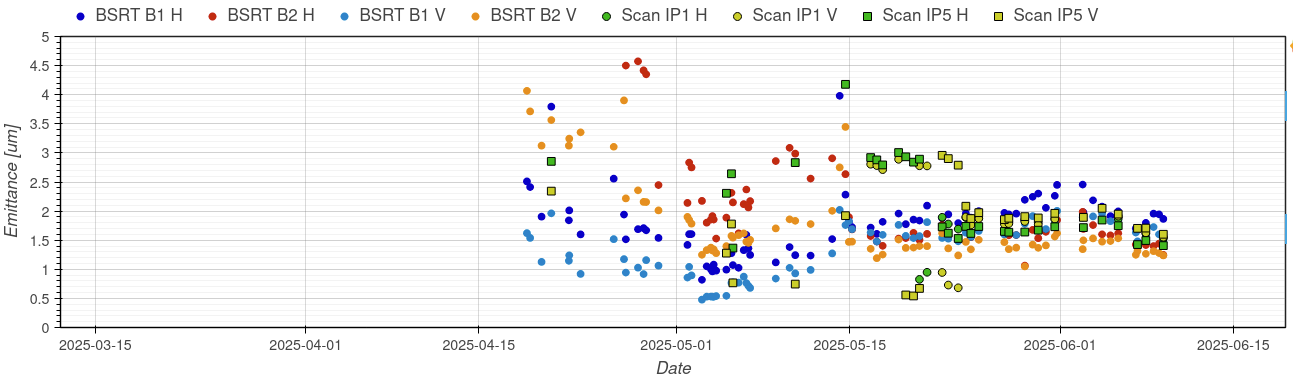 BSRT B1 H BSRT B2 H BSRT B1 V BSRT B2 V Scan IP1 H Scan IP1 V Scan IP5 H Scan IP5 V
5
4.5
4
3.5
3
2.5
2
1.5
1
0.5
0
Emittance [um]
2025-03-15 2025-04-01 2025-04-15 2025-05-01 2025-05-15 2025-06-01 2025-06-15
Date